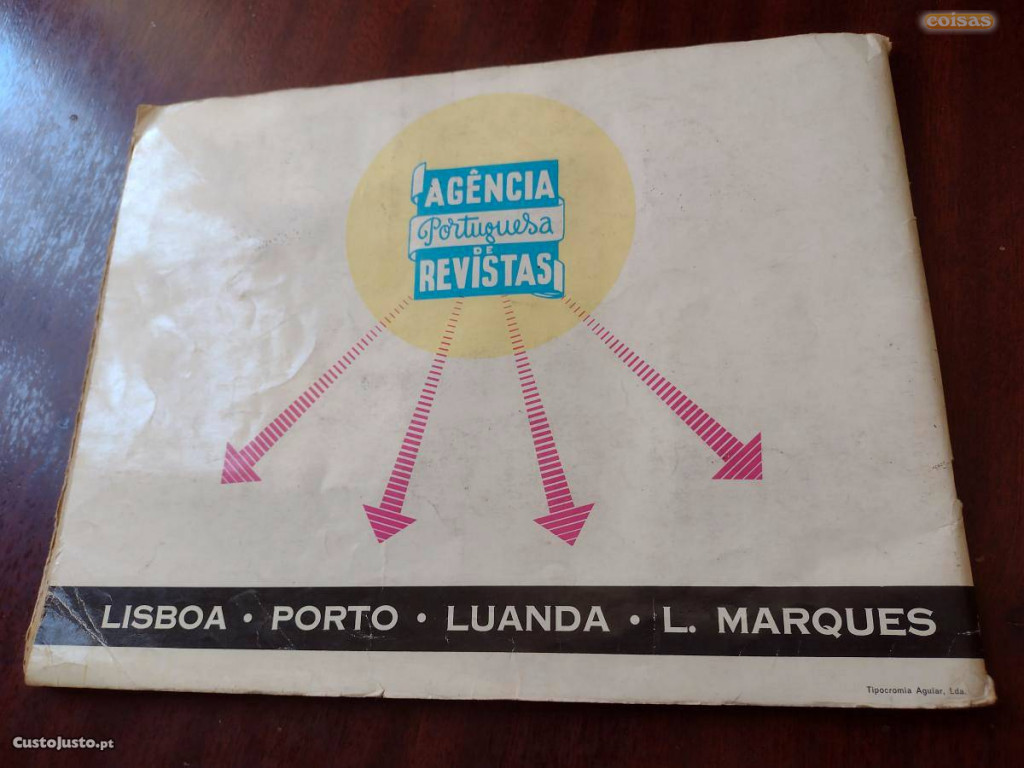 coisas
AGÊNCIA
Portuguesa
DE
REVISTAS
LISBOA • PORTO • LUANDA • L. MARQUES
Tipocromia Aguiar, Lda.
CustoJusto.pt